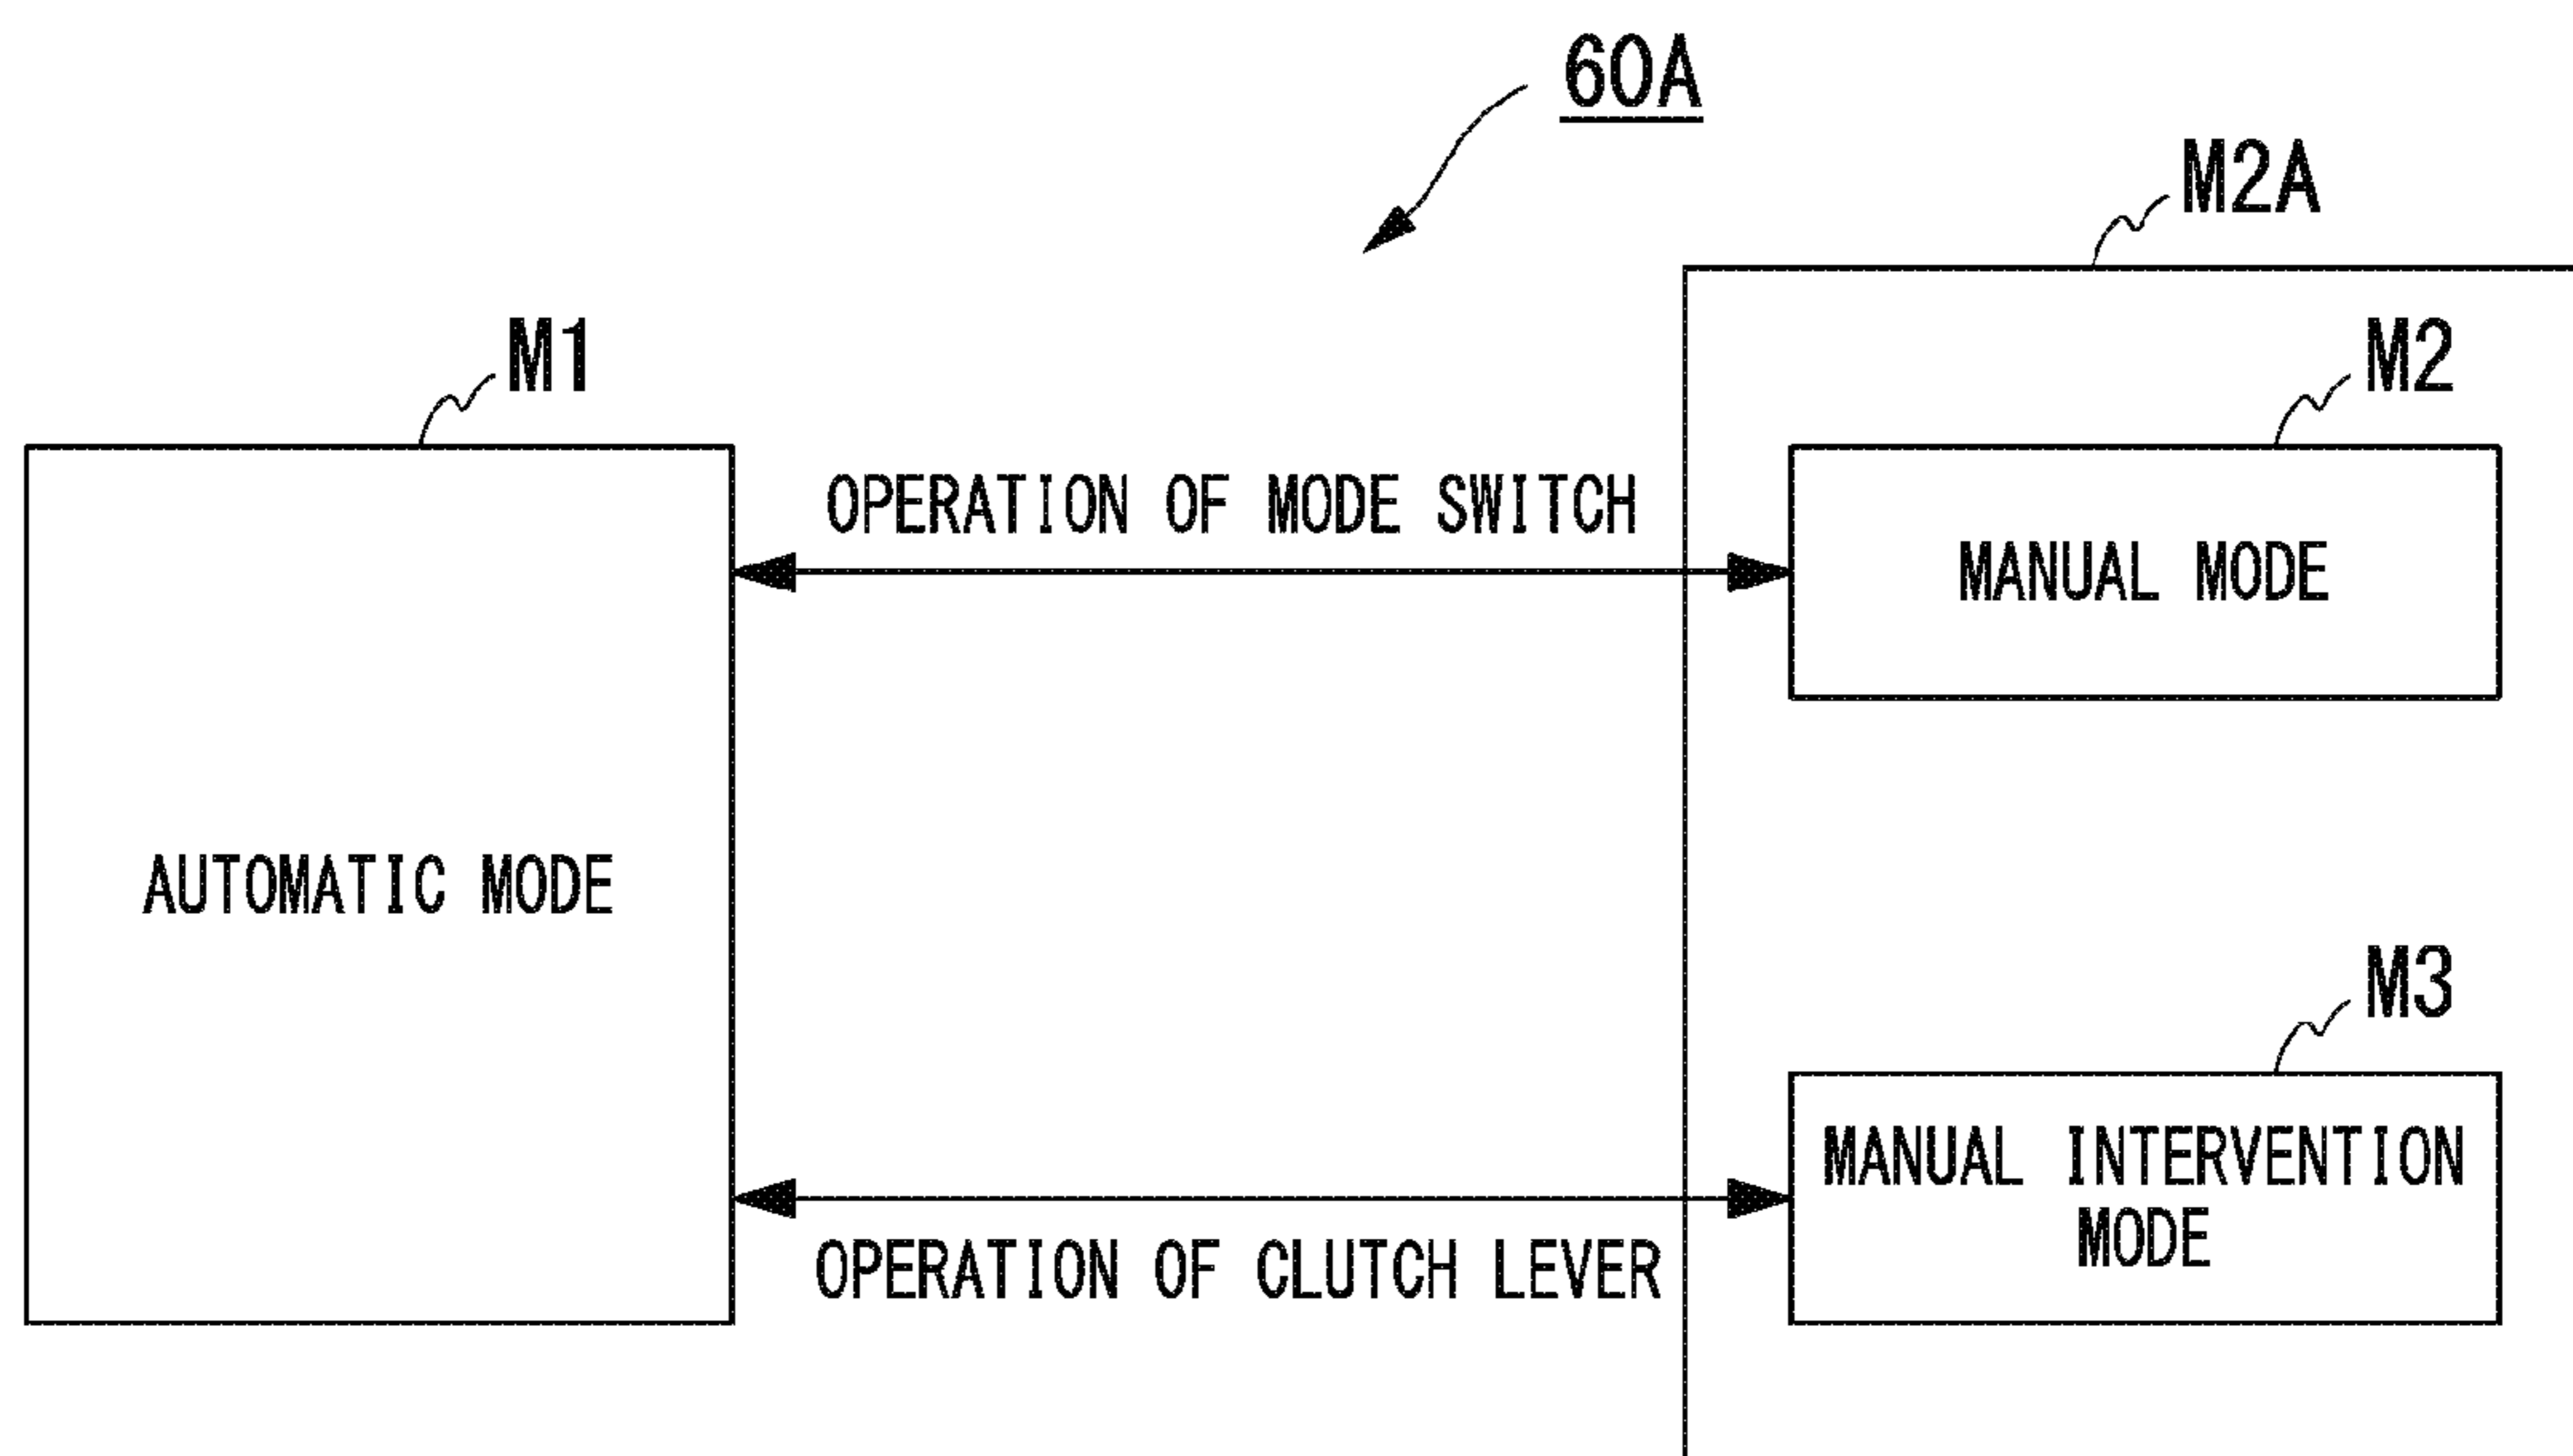 60A
M2A
M1
M2
OPERATION OF MODE SWITCH
MANUAL MODE
AUTOMATIC MODE
M3
MANUAL INTERVENTION
MODE
OPERATION OF CLUTCH LEVER